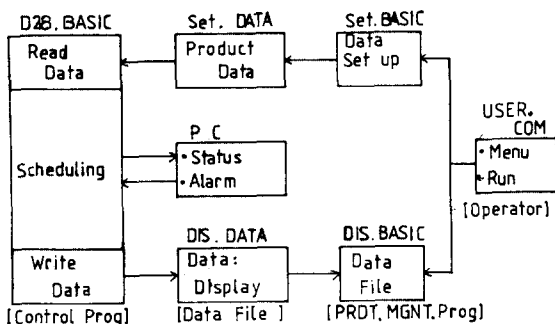 D2B. BASIC
Read
Data
Scheduling
Write
Data
[Control Prog]
Set. DATA
Product
Data
P C
• Status
• Alarm
DIS. DATA
Data:
Display
[Data File]
Set. BASIC
Data
Set up
DIS. BASIC
Data
File
[PRDT, MGNT. Prog]
USER.
COM
• Menu
• Run
[Operator]